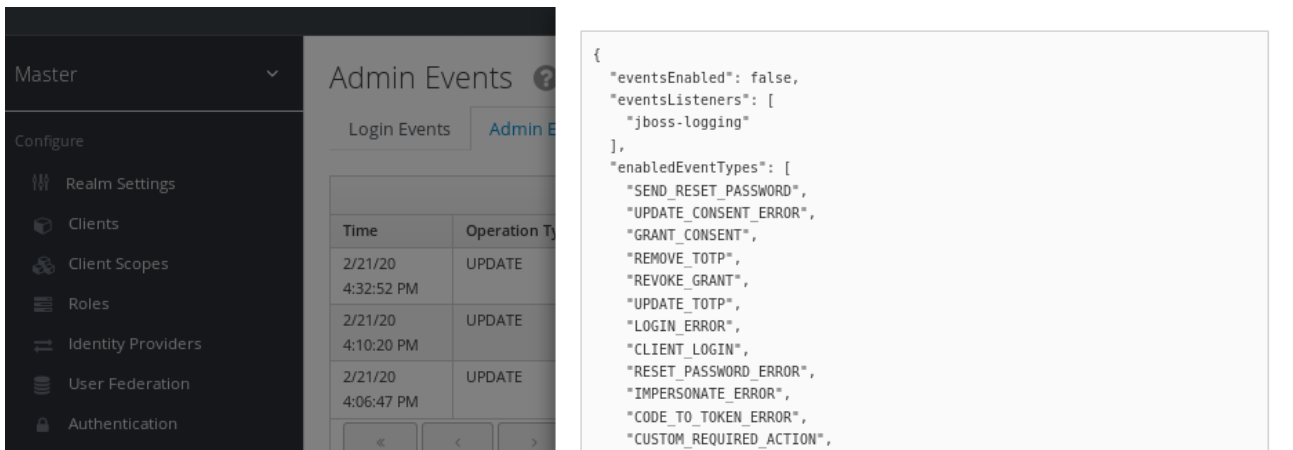 Master
Configure
Realm Settings
Clients
Client Scopes
Roles
Identity Providers
User Federation
Authentication
Admin Events
Login Events Admin E
Time Operation Ty
2/21/20 UPDATE
4:32:52 PM
2/21/20 UPDATE
4:10:20 PM
2/21/20 UPDATE
4:06:47 PM
« ‹ ›
{
"eventsEnabled": false,
"eventsListeners": [
"jboss-logging"
],
"enabledEventTypes": [
"SEND_RESET_PASSWORD",
"UPDATE_CONSENT_ERROR",
"GRANT_CONSENT",
"REMOVE_TOTP",
"REVOKE_GRANT",
"UPDATE_TOTP",
"LOGIN_ERROR",
"CLIENT_LOGIN",
"RESET_PASSWORD_ERROR",
"IMPERSONATE_ERROR",
"CODE_TO_TOKEN_ERROR",
"CUSTOM_REQUIRED_ACTION",